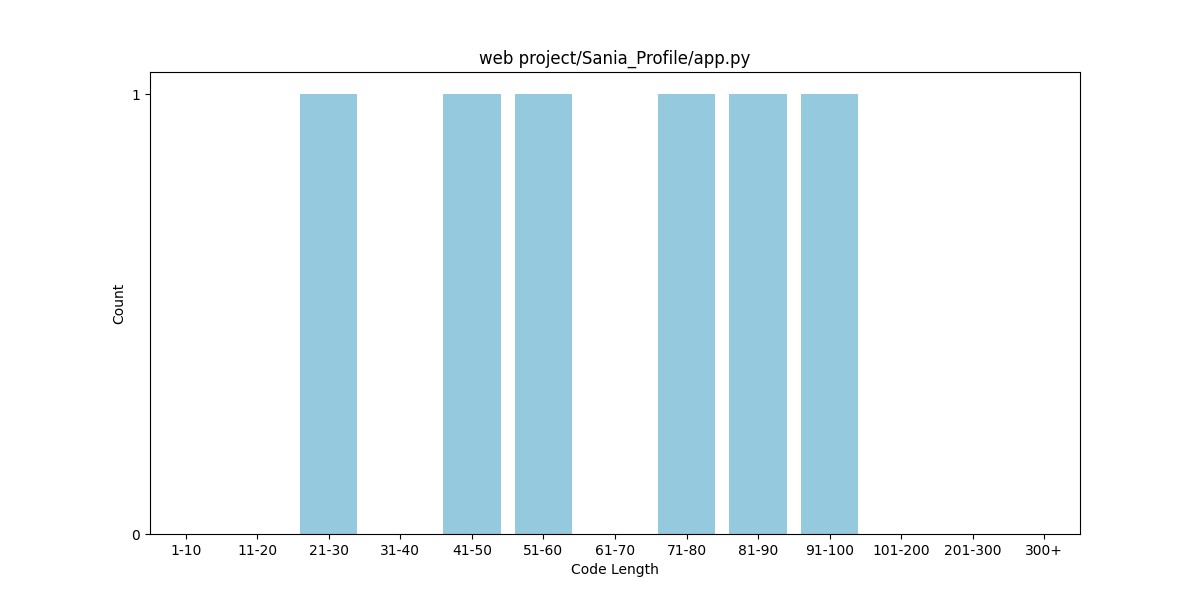 web project/Sania_Profile/app.py
1
Count
0
1-10 11-20 21-30 31-40 41-50 51-60 61-70 71-80 81-90 91-100 101-200 201-300 300+
Code Length